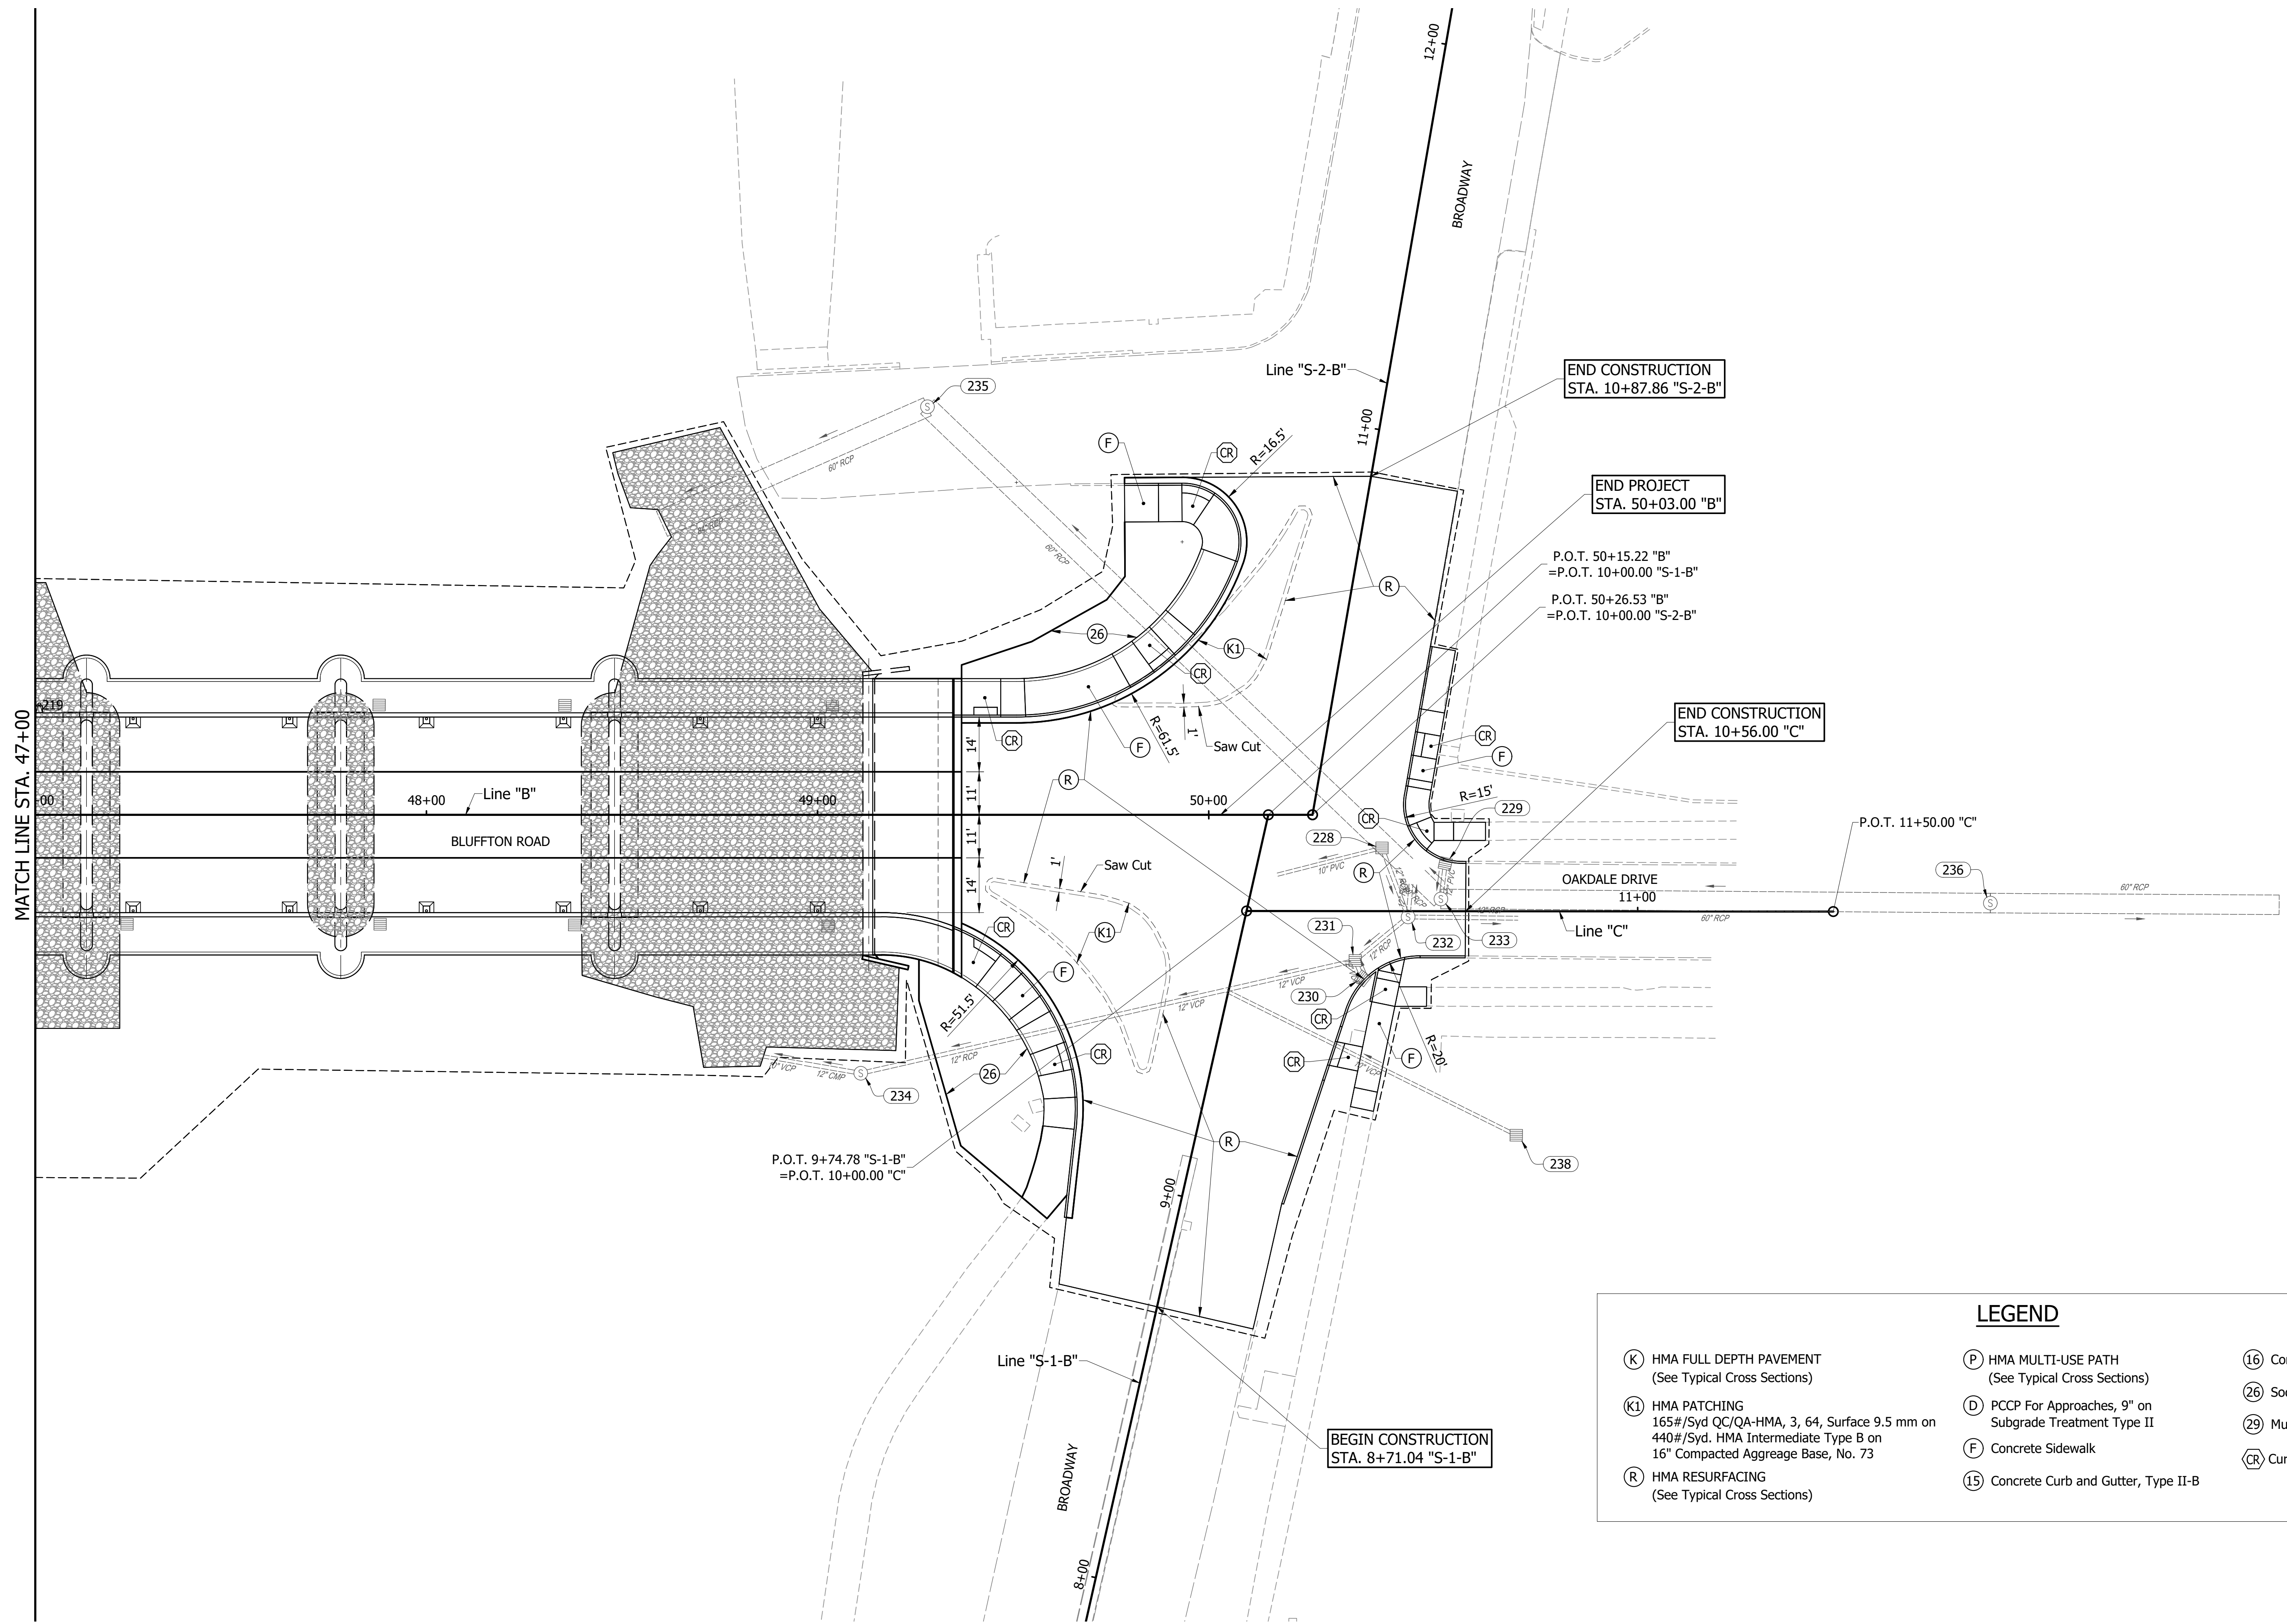 12+00
BROADWAY
Line "S-2-B"
END CONSTRUCTION
STA. 10+87.86 "S-2-B"
235
11+00
F
CR
R=16.5'
60" RCP
END PROJECT
STA. 50+03.00 "B"
60" RCP
P.O.T. 50+15.22 "B"
=P.O.T. 10+00.00 "S-1-B"
R
P.O.T. 50+26.53 "B"
=P.O.T. 10+00.00 "S-2-B"
26
K1
CR
219
MATCH LINE STA. 47+00
END CONSTRUCTION
STA. 10+56.00 "C"
CR
F
R=61.5'
1'
Saw Cut
14'
CR
F
R
11'
R=15'
229
-00
48+00
Line "B"
49+00
50+00
CR
P.O.T. 11+50.00 "C"
BLUFFTON ROAD
11'
228
1'
Saw Cut
10" PVC
R
OAKDALE DRIVE
236
14'
11+00
60" RCP
60" RCP
CR
K1
231
232
233
Line "C"
12" RCP
F
12" VCP
230
12" VCP
CR
R=51.5'
R=20'
12" RCP
CR
CR
F
12" CMP
26
234
R
P.O.T. 9+74.78 "S-1-B"
=P.O.T. 10+00.00 "C"
238
9+00
Line "S-1-B"
BEGIN CONSTRUCTION
STA. 8+71.04 "S-1-B"
BROADWAY
8+00
LEGEND
K HMA FULL DEPTH PAVEMENT
(See Typical Cross Sections)
K1 HMA PATCHING
165#/Syd QC/QA-HMA, 3, 64, Surface 9.5 mm on
440#/Syd. HMA Intermediate Type B on
16" Compacted Aggreage Base, No. 73
R HMA RESURFACING
(See Typical Cross Sections)
P HMA MULTI-USE PATH
(See Typical Cross Sections)
D PCCP For Approaches, 9" on
Subgrade Treatment Type II
F Concrete Sidewalk
15 Concrete Curb and Gutter, Type II-B
16
26
29
CR